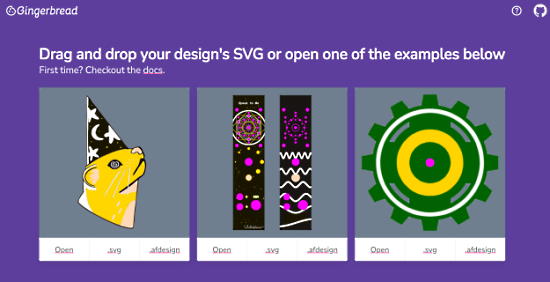 Gingerbread
Drag and drop your design's SVG or open one of the examples below
First time? Checkout the docs.
Open .svg .afdesign Open .svg .afdesign Open .svg .afdesign